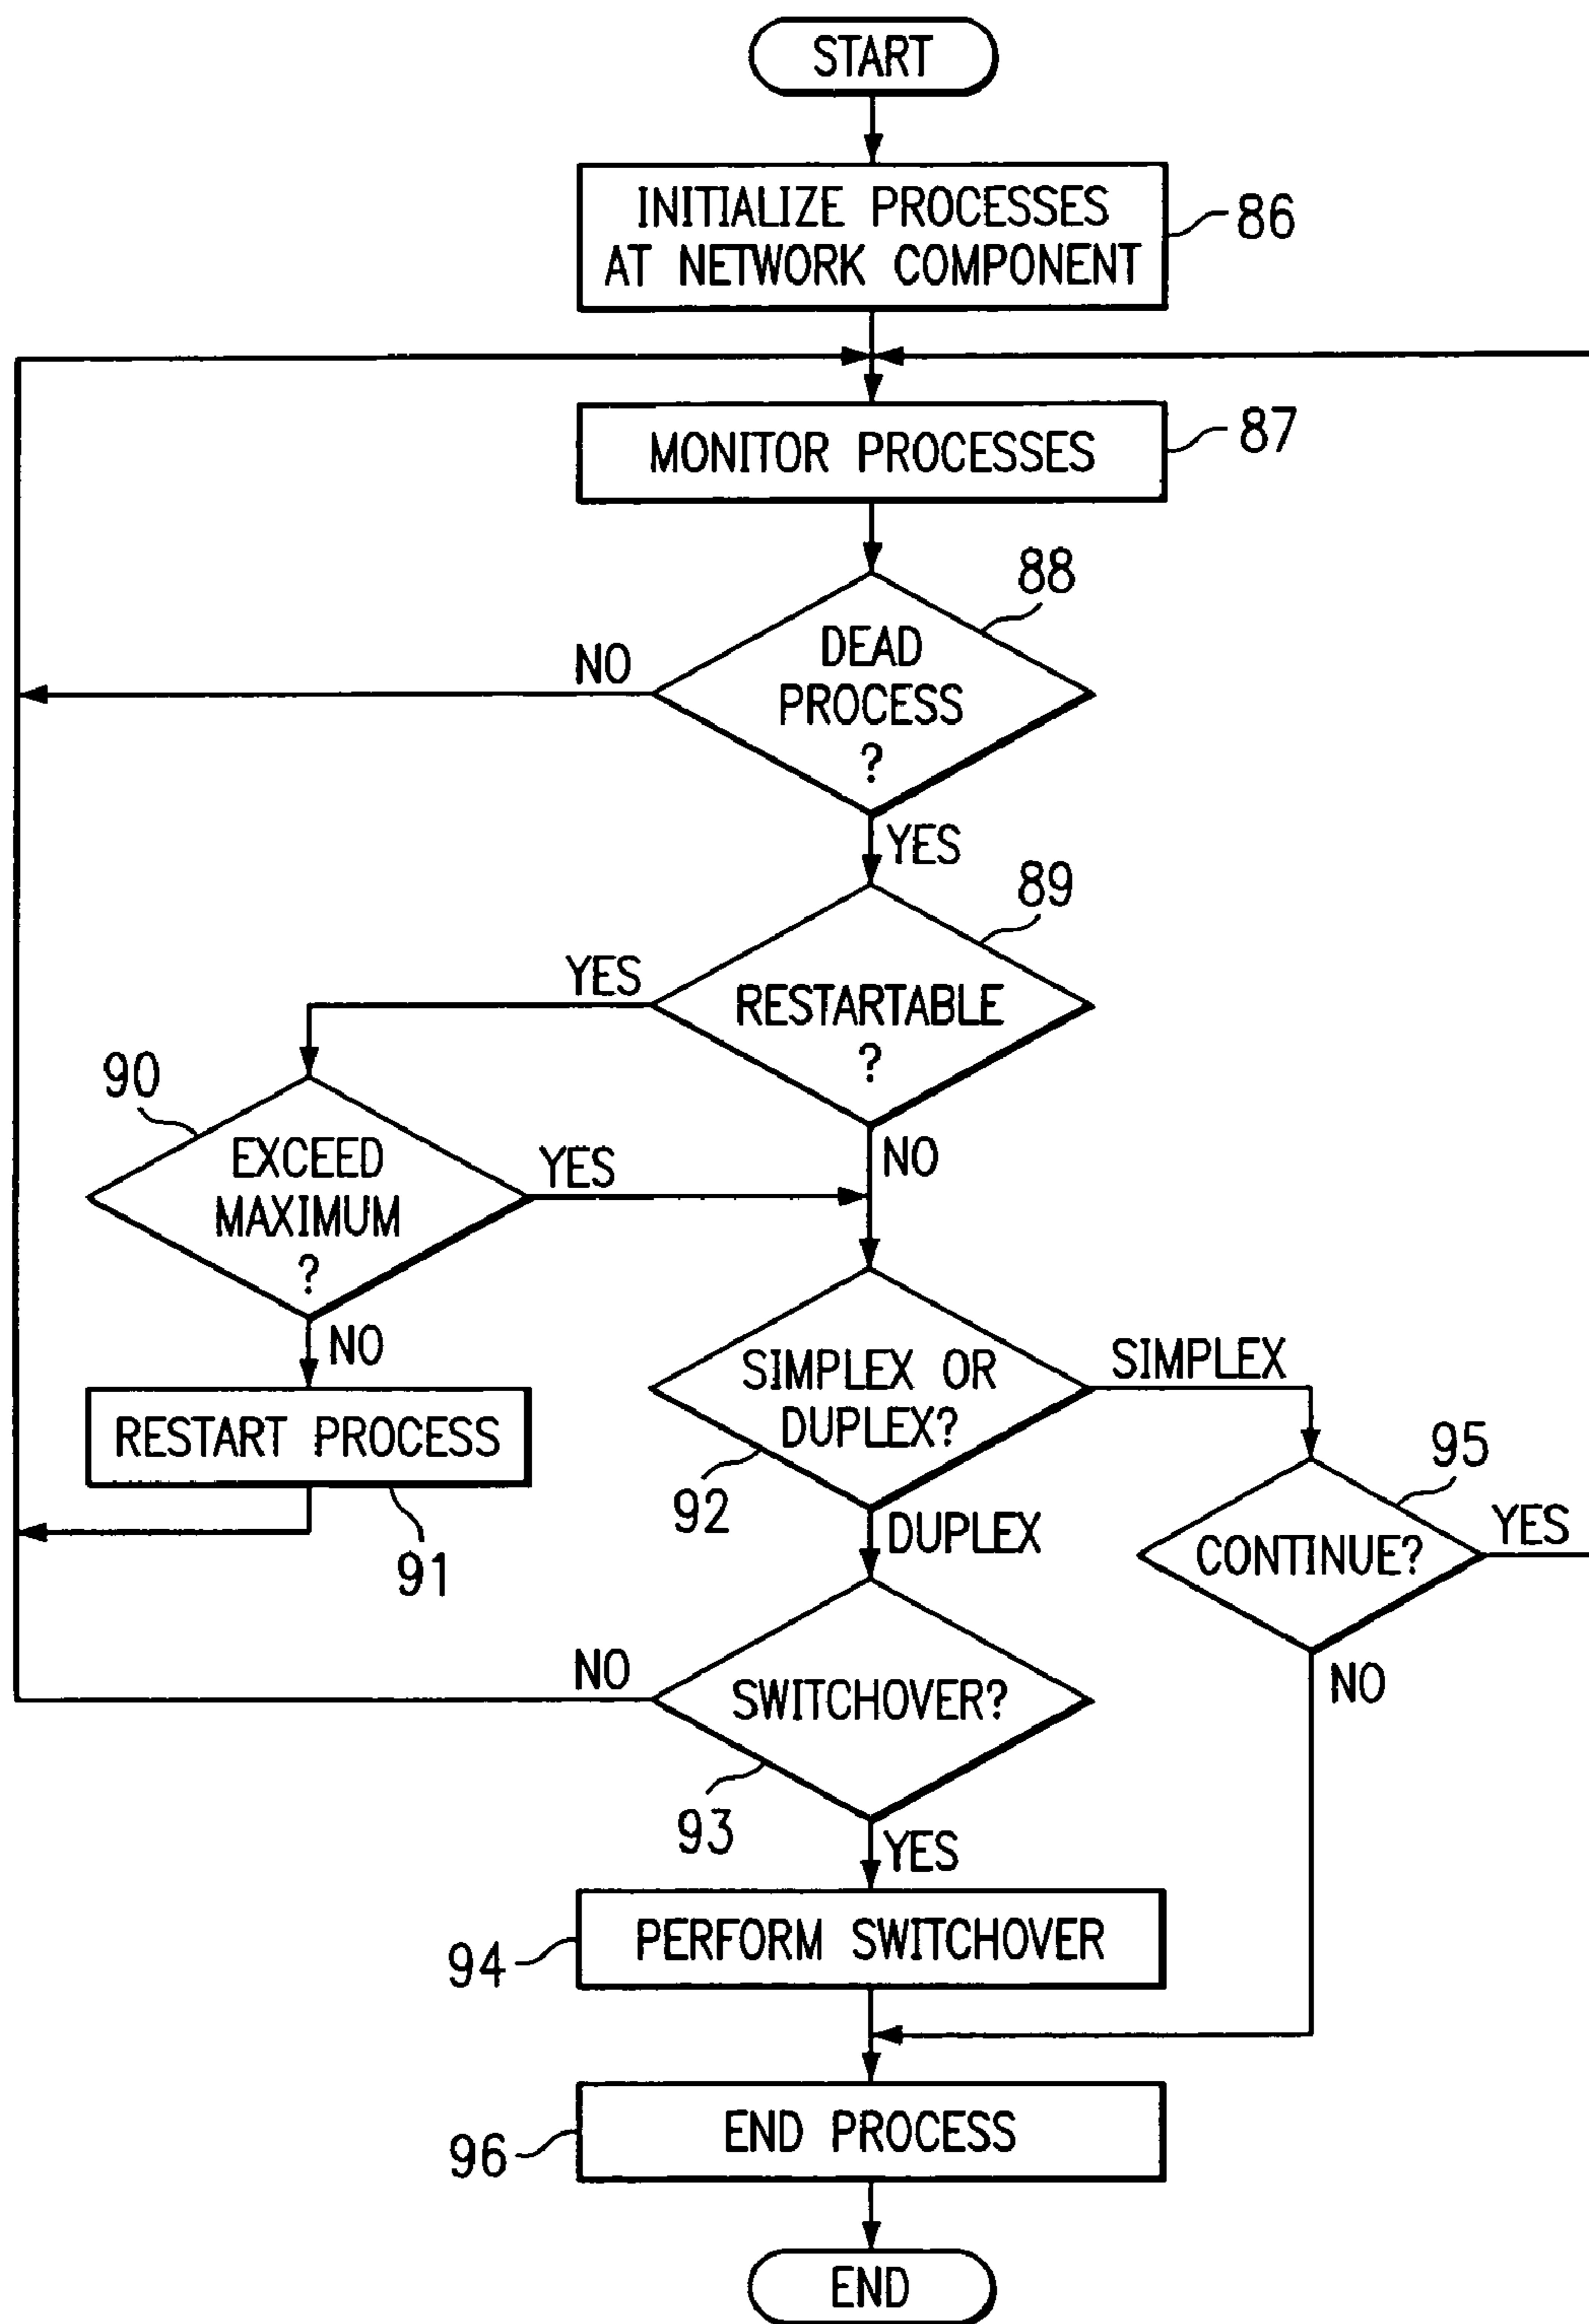 START
INITIALIZE PROCESSES
AT NETWORK COMPONENT
86
MONITOR PROCESSES
87
88
DEAD
PROCESS
?
NO
YES
89
RESTARTABLE
?
YES
NO
90
EXCEED
MAXIMUM
?
YES
NO
RESTART PROCESS
91
SIMPLEX OR
DUPLEX?
92
SIMPLEX
DUPLEX
95
CONTINUE?
YES
NO
SWITCHOVER?
93
NO
YES
PERFORM SWITCHOVER
94
END PROCESS
96
END